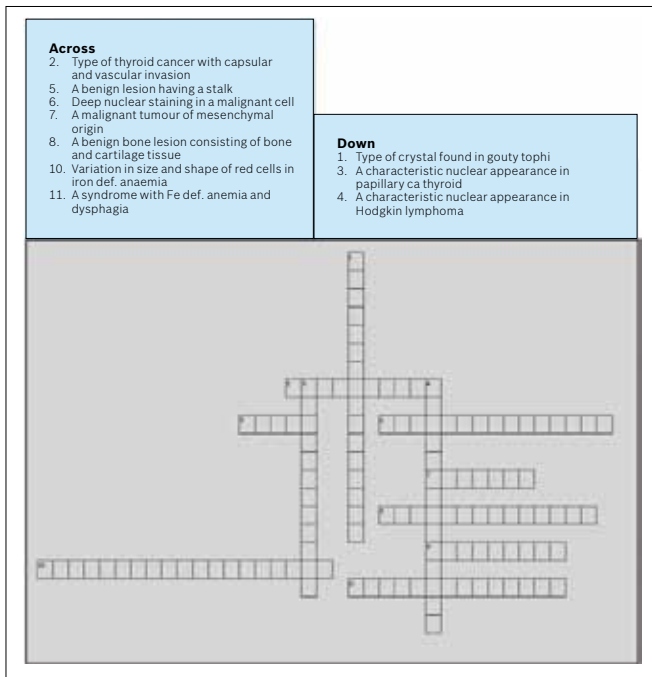 Across
2. Type of thyroid cancer with capsular
and vascular invasion
5. A benign lesion having a stalk
6. Deep nuclear staining in a malignant cell
7. A malignant tumour of mesenchymal
origin
8. A benign bone lesion consisting of bone
and cartilage tissue
10. Variation in size and shape of red cells in
iron def. anaemia
11. A syndrome with Fe def. anemia and
dysphagia
Down
1. Type of crystal found in gouty tophi
3. A characteristic nuclear appearance in
papillary ca thyroid
4. A characteristic nuclear appearance in
Hodgkin lymphoma